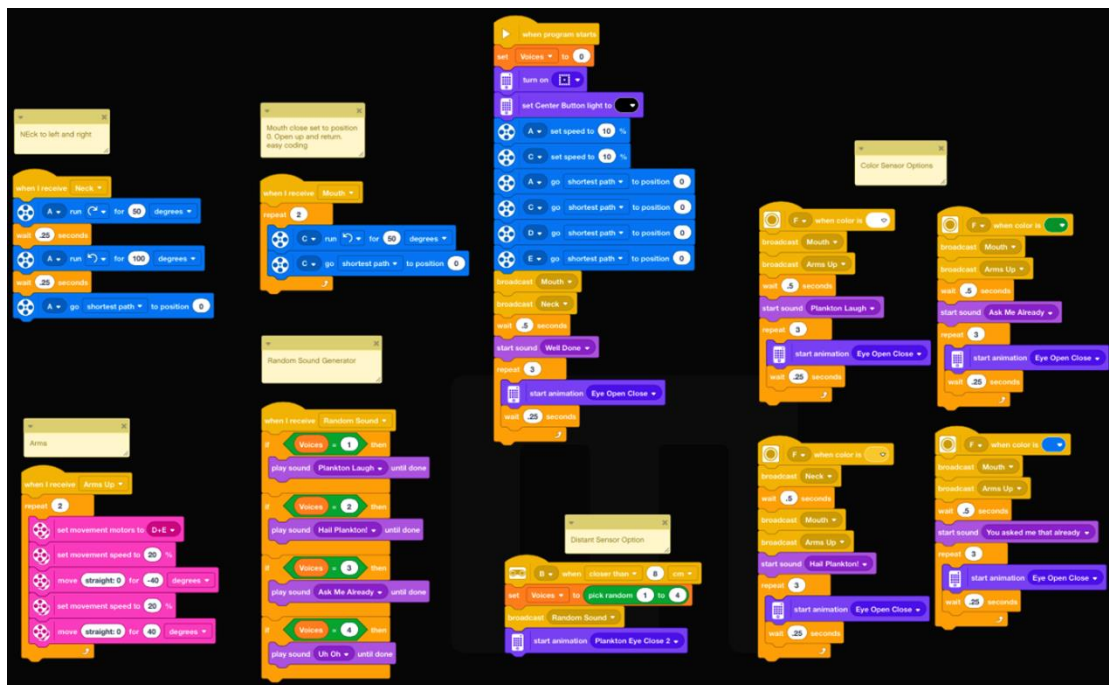 NEck to left and right
when I receive Neck
A run for 50 degrees
wait .25 seconds
A run for 100 degrees
wait .25 seconds
A go shortest path to position 0
Mouth close set to position
0. Open up and return.
easy coding
when I receive Mouth
repeat 2
C run for 50 degrees
C go shortest path to position 0
Arms
when I receive Arms Up
repeat 2
set movement motors to D+E
set movement speed to 20 %
move straight: 0 for -40 degrees
set movement speed to 20 %
move straight: 0 for 40 degrees
Random Sound Generator
when I receive Random Sound
if Voices = 1 then
play sound Plankton Laugh until done
if Voices = 2 then
play sound Hail Plankton! until done
if Voices = 3 then
play sound Ask Me Already until done
if Voices = 4 then
play sound Uh Oh until done
when program starts
set Voices to 0
turn on
set Center Button light to
A set speed to 10 %
C set speed to 10 %
A go shortest path to position 0
C go shortest path to position 0
D go shortest path to position 0
E go shortest path to position 0
broadcast Mouth
broadcast Neck
wait .5 seconds
start sound Well Done
repeat 3
start animation Eye Open Close
wait .25 seconds
Distant Sensor Option
B when closer than 8 cm
set Voices to pick random 1 to 4
broadcast Random Sound
start animation Plankton Eye Close 2
Color Sensor Options
F when color is
broadcast Mouth
broadcast Arms Up
wait .5 seconds
start sound Plankton Laugh
repeat 3
start animation Eye Open Close
wait .25 seconds
F when color is
broadcast Mouth
broadcast Arms Up
wait .5 seconds
start sound Ask Me Already
repeat 3
start animation Eye Open Close
wait .25 seconds
F when color is
broadcast Neck
wait .5 seconds
broadcast Mouth
broadcast Arms Up
start sound Hail Plankton!
repeat 3
start animation Eye Open Close
wait .25 seconds
F when color is
broadcast Mouth
broadcast Arms Up
wait .5 seconds
start sound You asked me that already
repeat 3
start animation Eye Open Close
wait .25 seconds